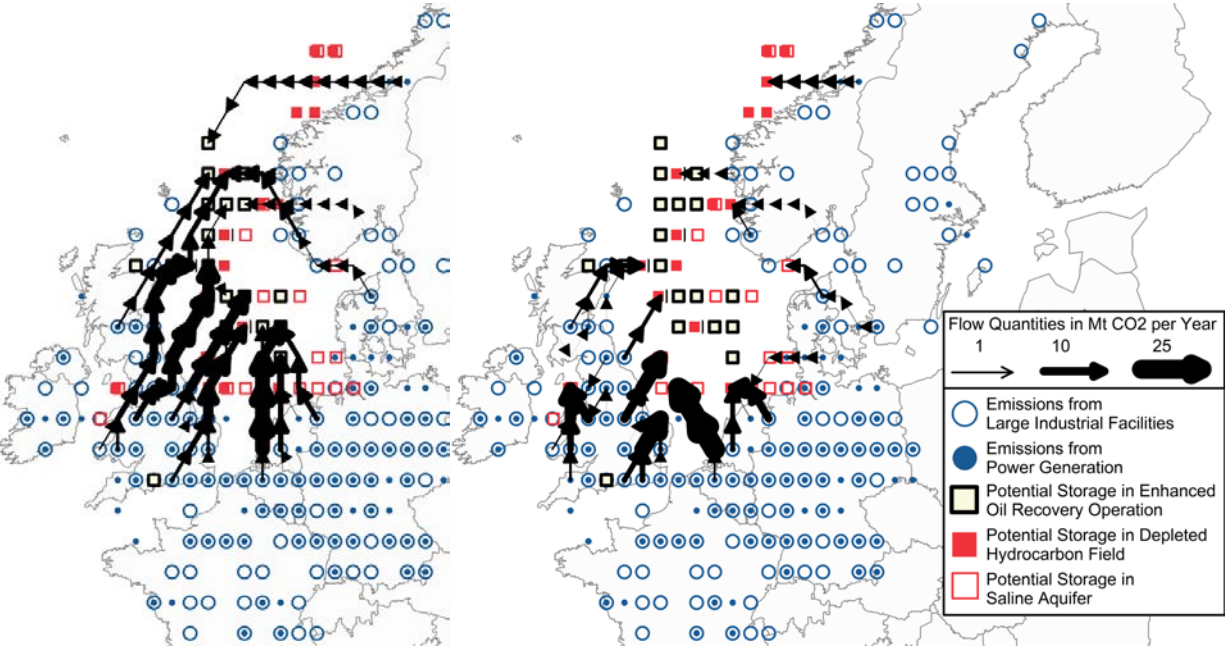 Flow Quantities in Mt CO2 per Year
1 10 25
Emissions from
Large Industrial Facilities
Emissions from
Power Generation
Potential Storage in Enhanced
Oil Recovery Operation
Potential Storage in Depleted
Hydrocarbon Field
Potential Storage in
Saline Aquifer